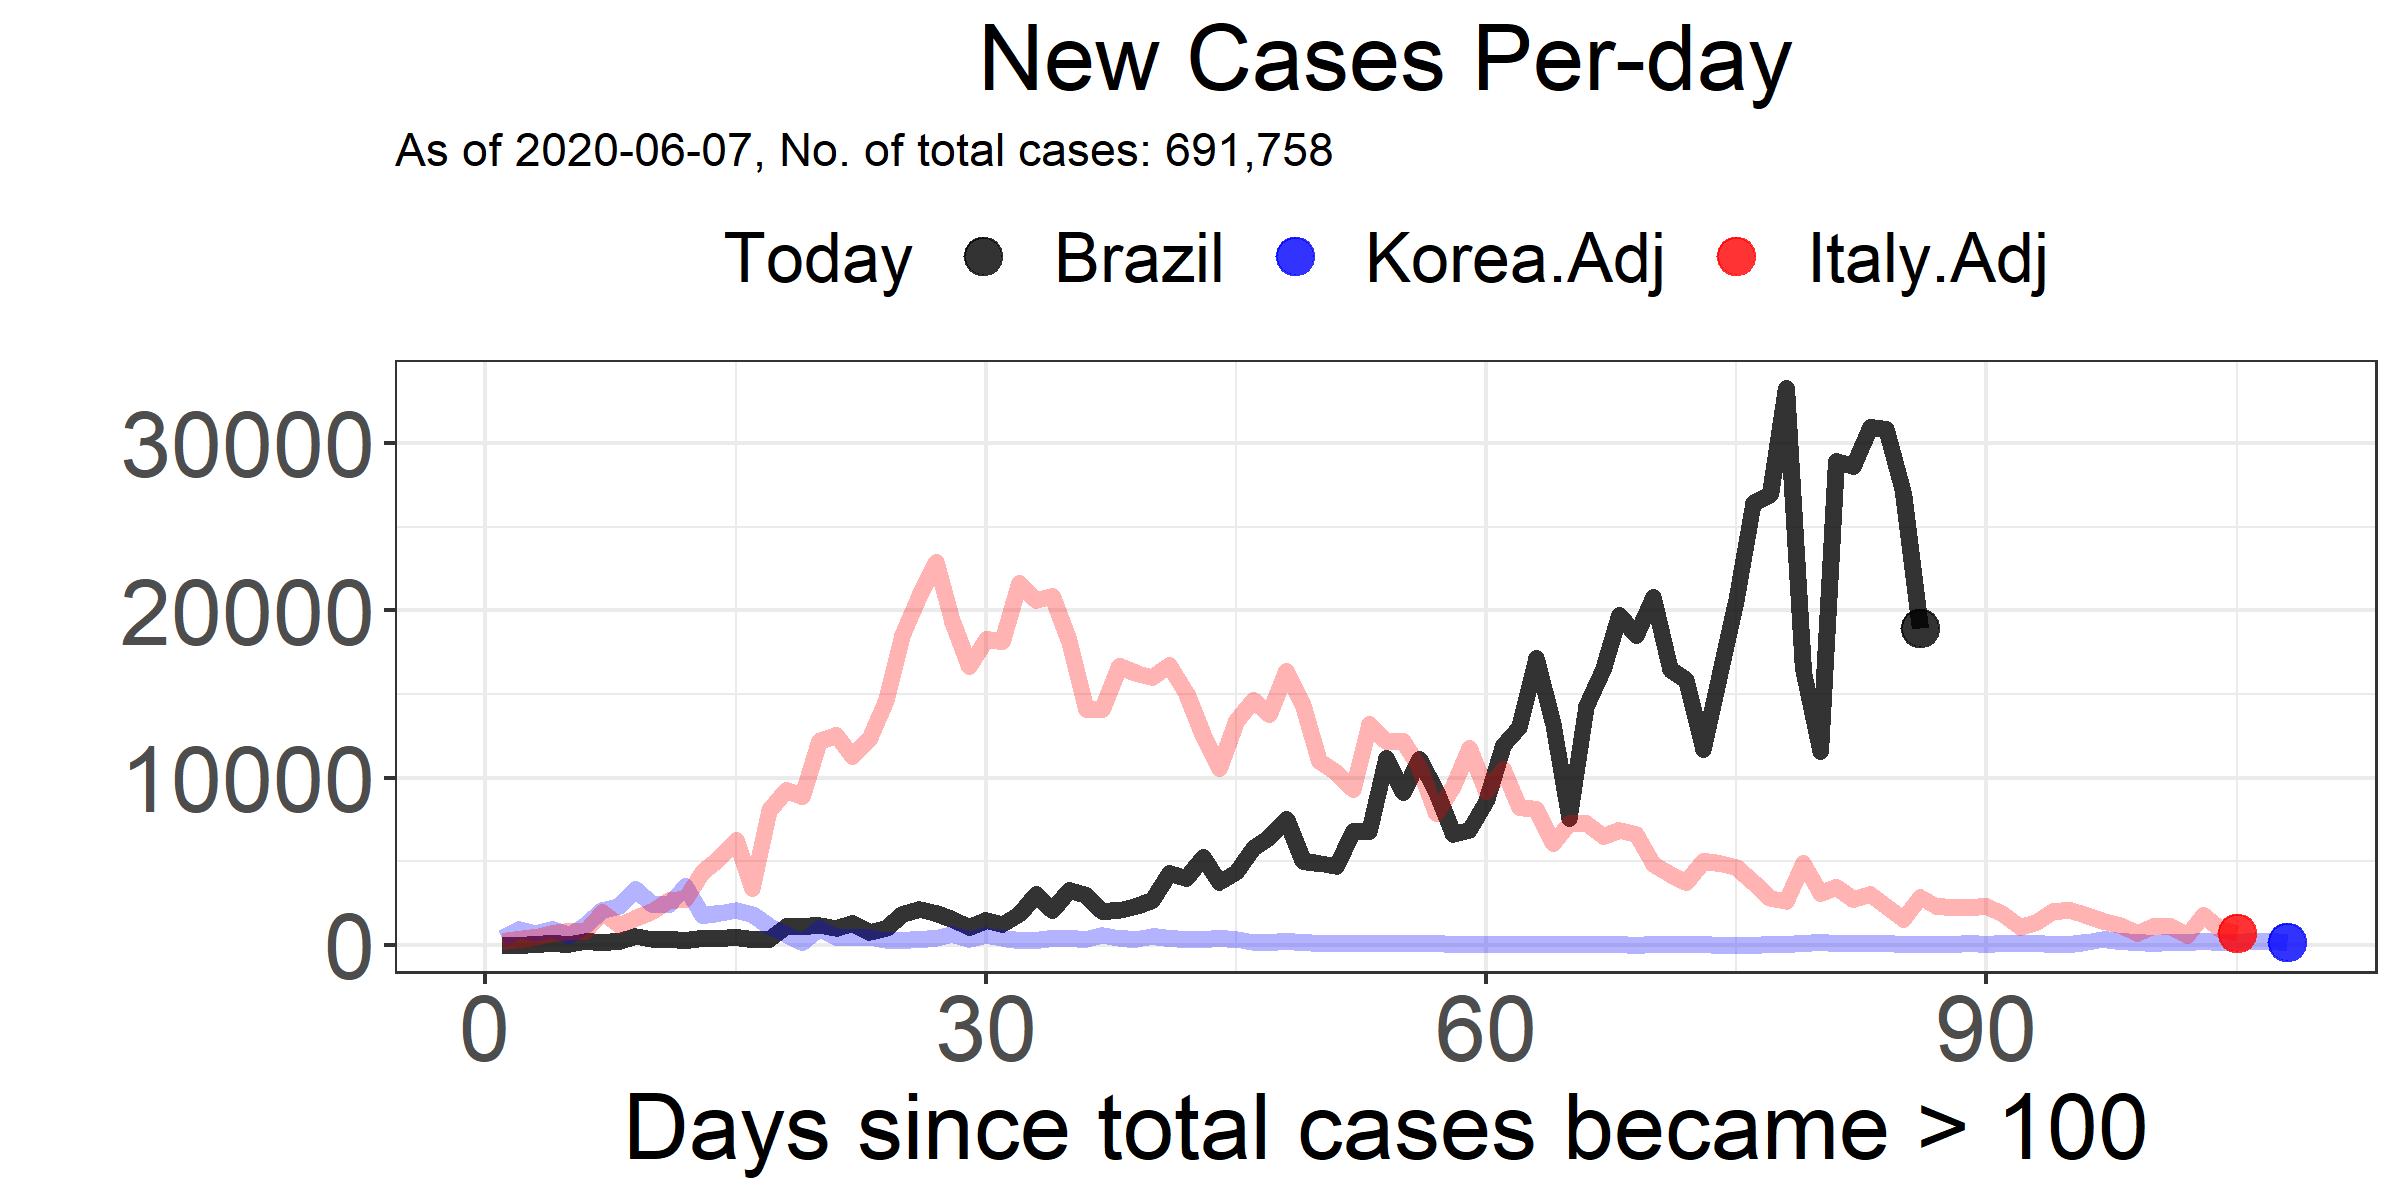 New Cases Per-day
As of 2020-06-07, No. of total cases: 691,758
Today Brazil Korea.Adj Italy.Adj
30000
20000
10000
0
0 30 60 90
Days since total cases became > 100